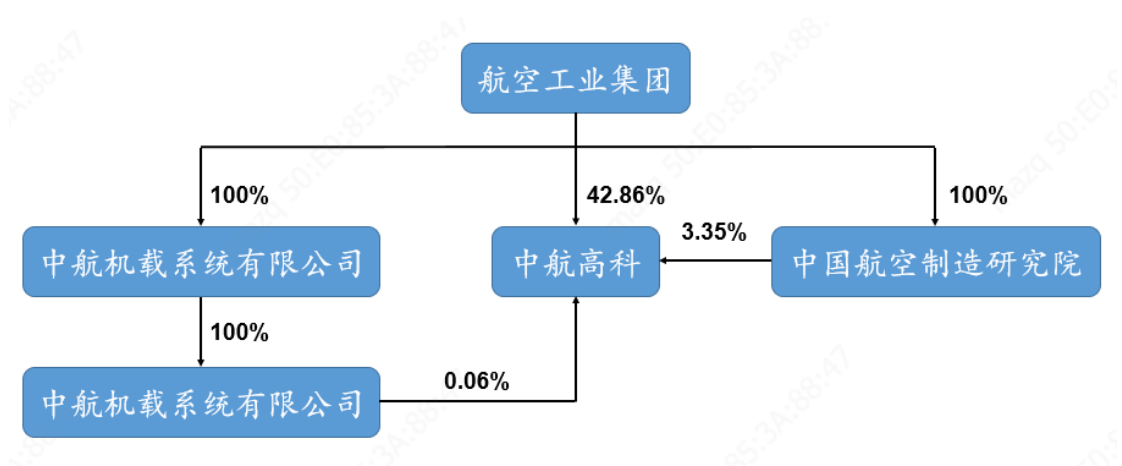 航空工业集团
100%
42.86%
100%
3.35%
中航机载系统有限公司
中航高科
中国航空制造研究院
100%
中航机载系统有限公司
0.06%